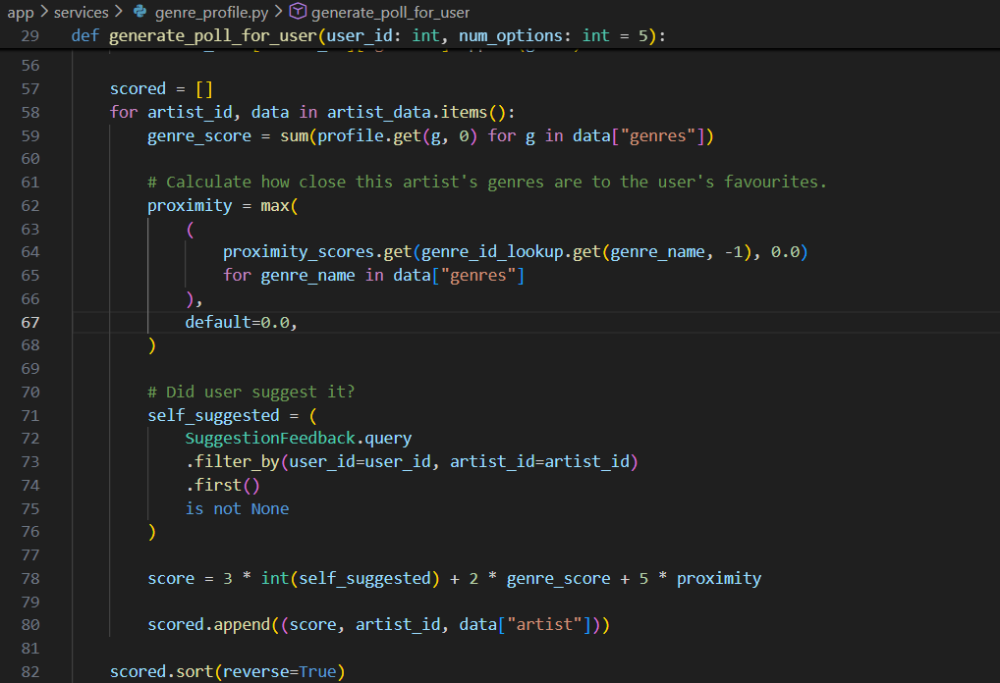 app > services > genre_profile.py > generate_poll_for_user
29 def generate_poll_for_user(user_id: int, num_options: int = 5):
56
57 scored = []
58 for artist_id, data in artist_data.items():
59 genre_score = sum(profile.get(g, 0) for g in data["genres"])
60
61 # Calculate how close this artist's genres are to the user's favourites.
62 proximity = max(
63 (
64 proximity_scores.get(genre_id_lookup.get(genre_name, -1), 0.0)
65 for genre_name in data["genres"]
66 ),
67 default=0.0,
68 )
69
70 # Did user suggest it?
71 self_suggested = (
72 SuggestionFeedback.query
73 .filter_by(user_id=user_id, artist_id=artist_id)
74 .first()
75 is not None
76 )
77
78 score = 3 * int(self_suggested) + 2 * genre_score + 5 * proximity
79
80 scored.append((score, artist_id, data["artist"]))
81
82 scored.sort(reverse=True)